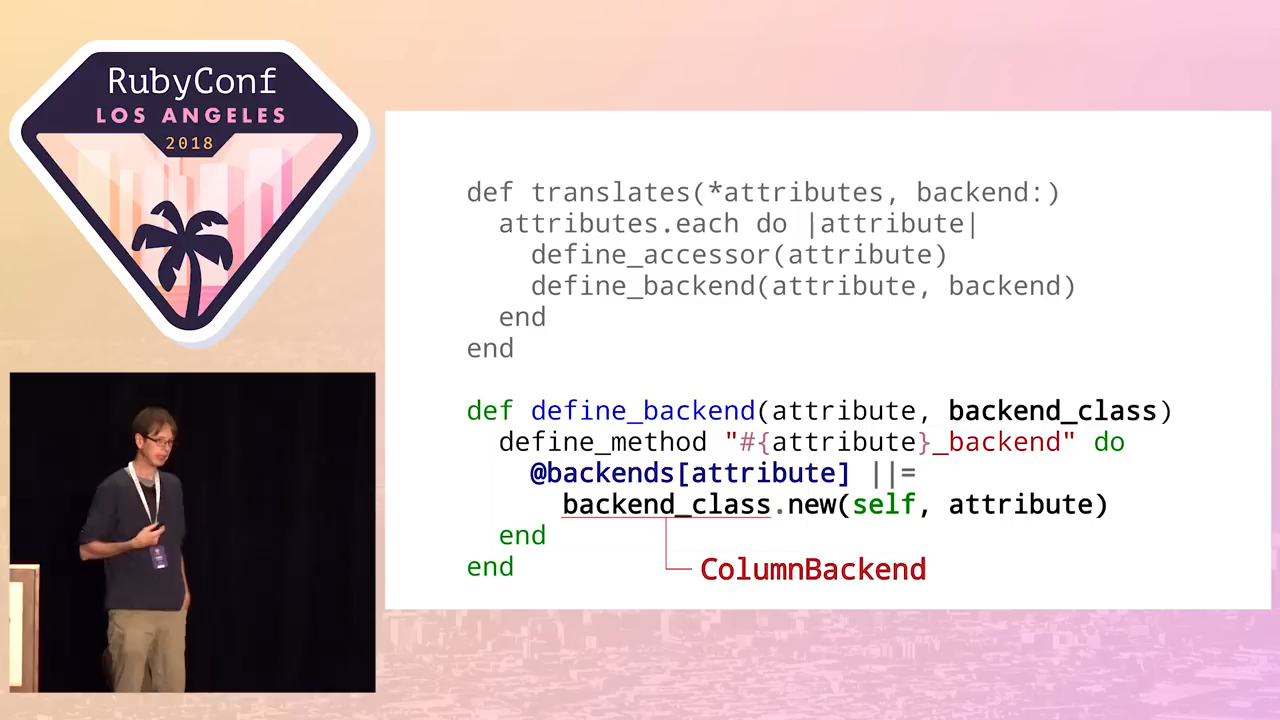 RubyConf
LOS ANGELES
2018
def translates(*attributes, backend:)
  attributes.each do |attribute|
    define_accessor(attribute)
    define_backend(attribute, backend)
  end
end
def define_backend(attribute, backend_class)
  define_method "#{attribute}_backend" do
    @backends[attribute] ||=
      backend_class.new(self, attribute)
  end
end
ColumnBackend